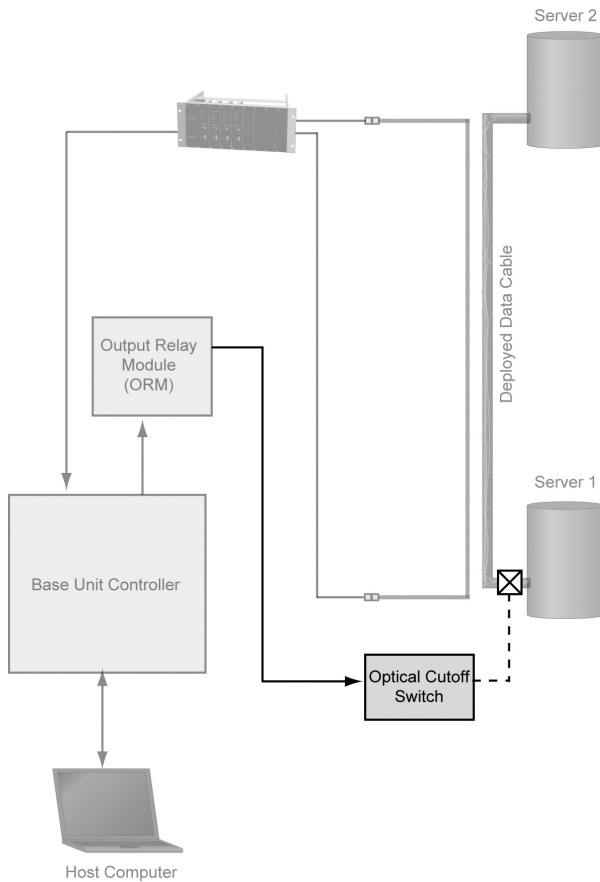 Server 2
Deployed Data Cable
Output Relay
Module
(ORM)
Server 1
Base Unit Controller
Optical Cutoff
Switch
Host Computer